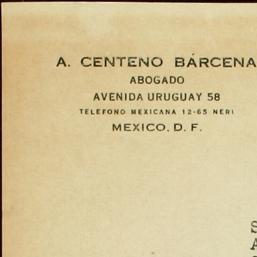 A. CENTENO BÁRCENA
ABOGADO
AVENIDA URUGUAY 58
TELEFONO MEXICANA 12-65 NERI
MEXICO, D. F.